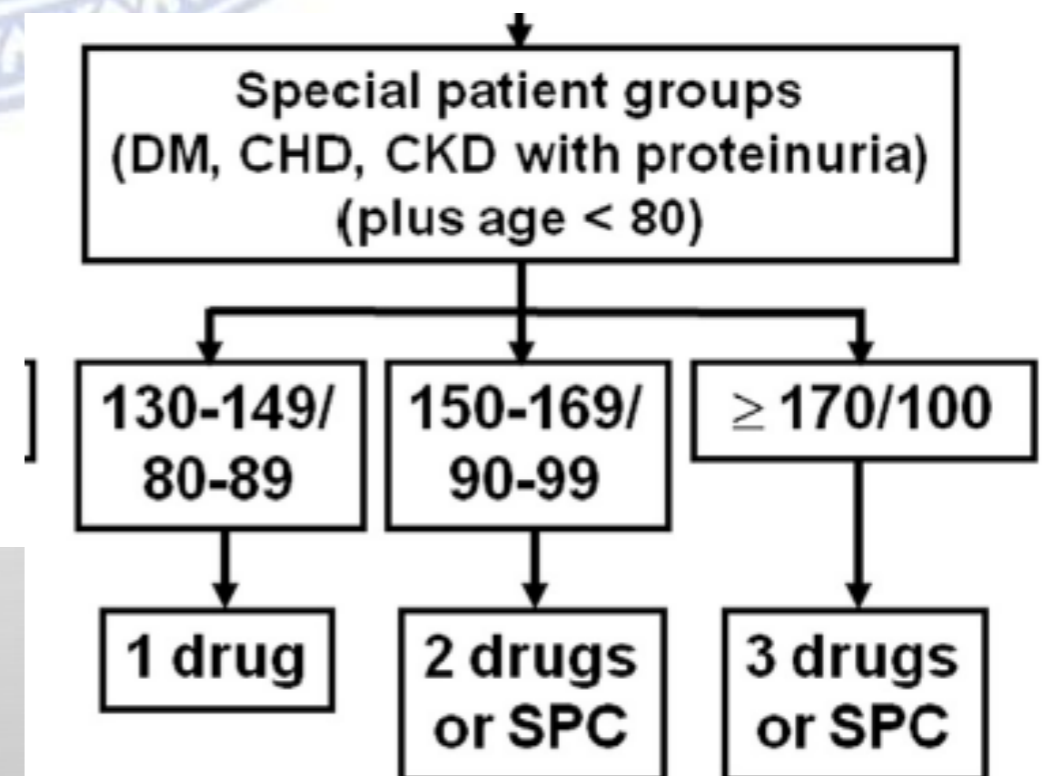 Special patient groups
(DM, CHD, CKD with proteinuria)
(plus age < 80)
130-149/
80-89
150-169/
90-99
≥ 170/100
1 drug
2 drugs
or SPC
3 drugs
or SPC